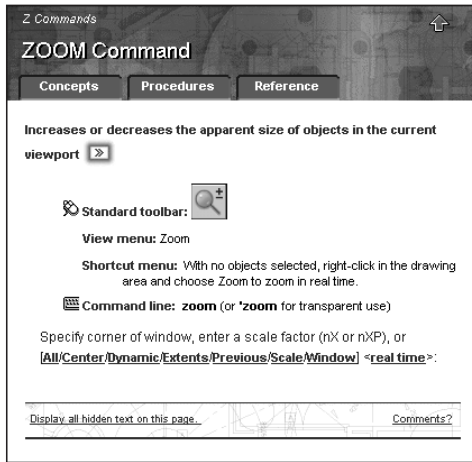 Z Commands
ZOOM Command
Concepts Procedures Reference
Increases or decreases the apparent size of objects in the current
viewport
Standard toolbar:
View menu: Zoom
Shortcut menu: With no objects selected, right-click in the drawing
area and choose Zoom to zoom in real time.
Command line: zoom (or 'zoom for transparent use)
Specify corner of window, enter a scale factor (nX or nXP), or
[All/Center/Dynamic/Extents/Previous/Scale/Window] <real time>:
Display all hidden text on this page. Comments?